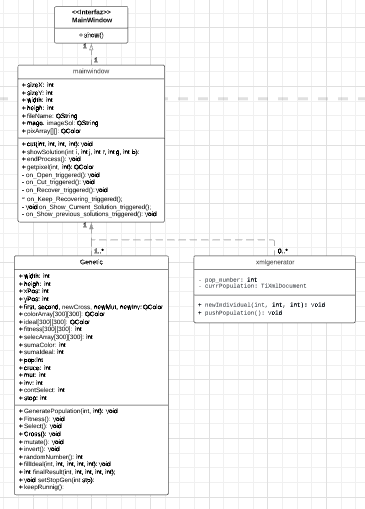 <<Interfaz>>
MainWindow
+ show()
1
1
mainwindow
+ sizeX: int
+ sizeY: int
+ width: int
+ heigh: int
+ fileName: QString
+ image, imageSol: QString
+ pixArray[][]: QColor
+ cut(int, int, int): void
+ showSolution(int i, int j, int r, int g, int b);
+ endProcess(): void
+ getpixel(int, int): QColor
- on_Open_triggered(): void
- on_Cut_triggered(): void
- on_Recover_triggered(): void
- on_Keep_Recovering_triggered();
- void on_Show_Current_Solution_triggered();
- on_Show_previous_solutions_triggered(): void
1
1..*
0..*
Genetic
+ width: int
+ heigh: int
+ xPos: int
+ yPos: int
+ first, second, newCross, newMut, newInv: QColor
+ colorArray[300][300]: QColor
+ ideal[300][300]: QColor
+ fitness[300][300]: int
+ selecArray[300][300]: int
+ sumaColor: int
+ sumaIdeal: int
+ pop:int
+ cruce: int
+ mut: int
+ inv: int
+ contSelect: int
+ stop: int
+ GeneratePopulation(int, int): void
+ Fitness(): void
+ Select(): void
+ Cross(): void
+ mutate(): void
+ invert(): void
+ randomNumber(): int
+ fillIdeal(int, int, int, int): void
+ int finalResult(int, int, int, int);
+ void setStopGen(int stp);
+ keepRunnig()
xmlgenerator
- pop_number: int
- currPopulation: TiXmlDocument
+ newIndividual(int, int, int): void
+ pushPopulation(): void